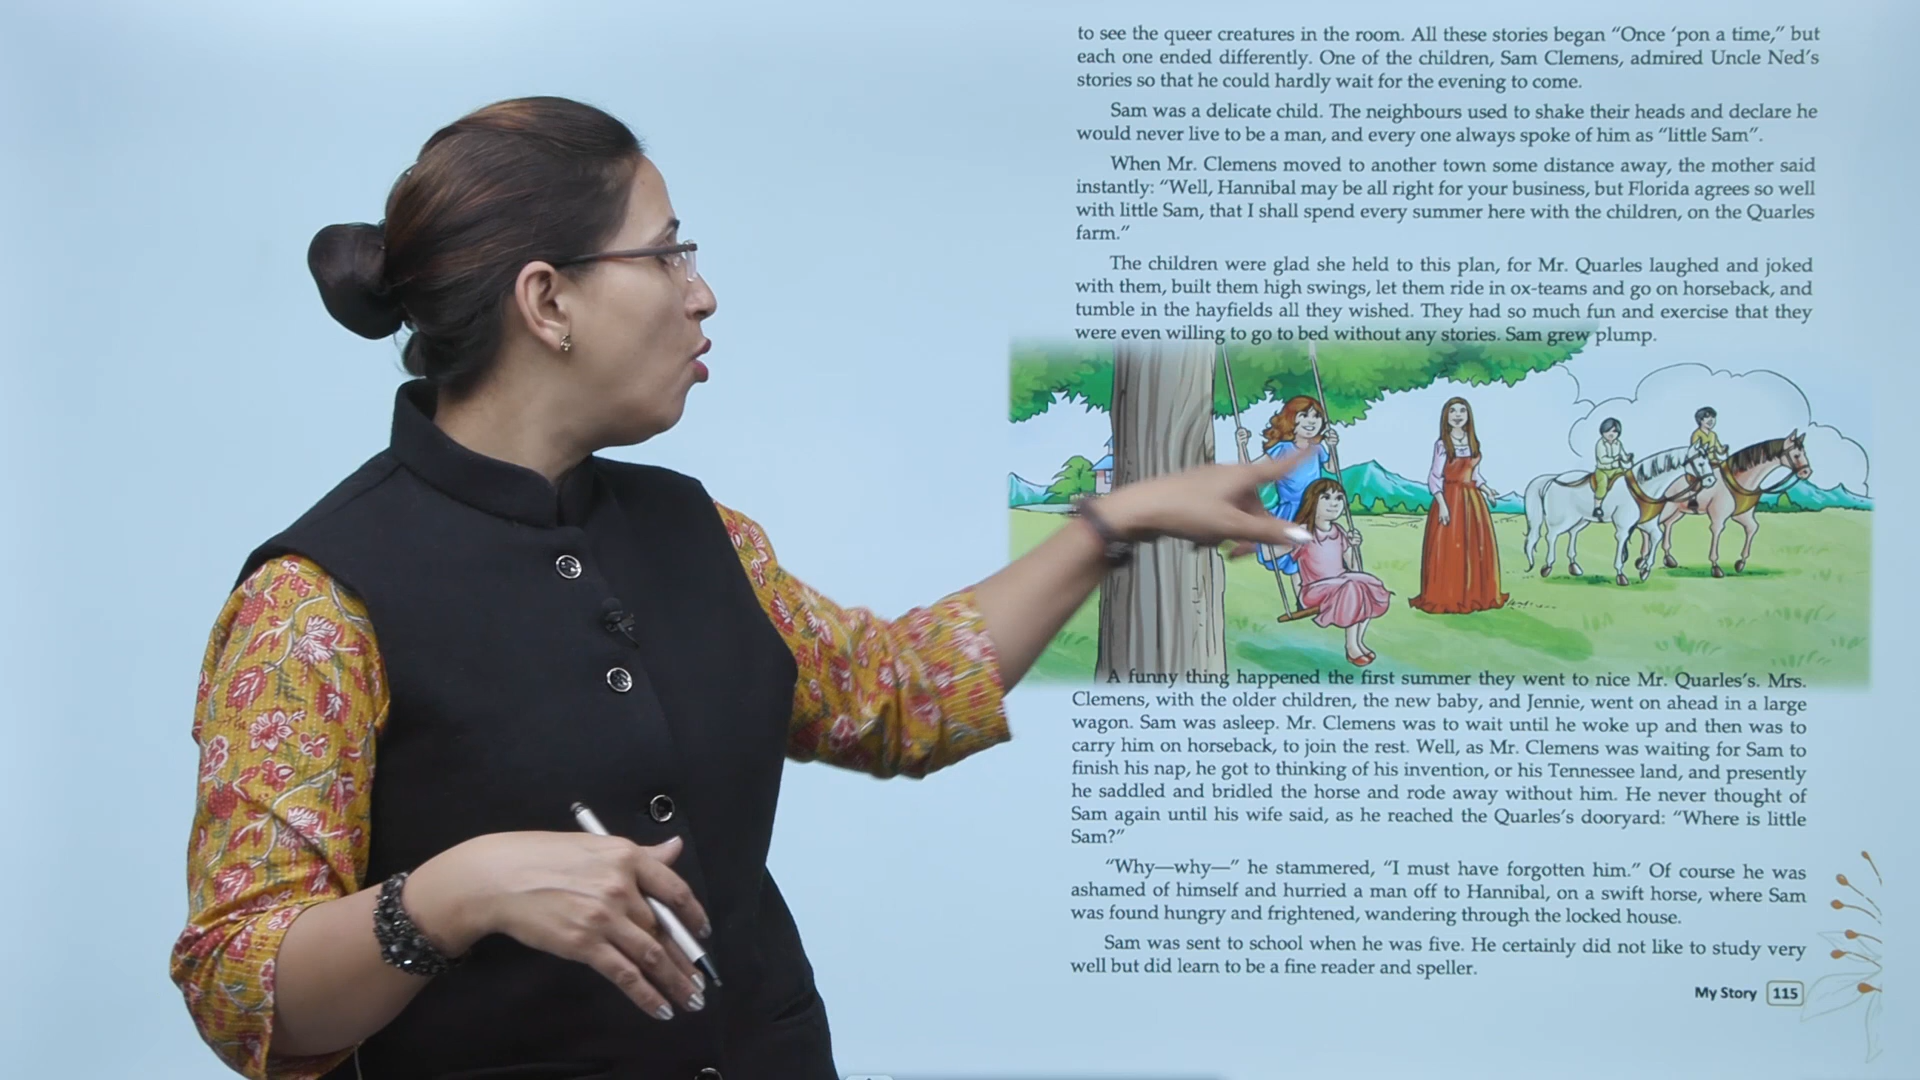 to see the queer creatures in the room. All these stories began “Once ‘pon a time,” but
each one ended differently. One of the children, Sam Clemens, admired Uncle Ned’s
stories so that he could hardly wait for the evening to come.
Sam was a delicate child. The neighbours used to shake their heads and declare he
would never live to be a man, and every one always spoke of him as “little Sam”.
When Mr. Clemens moved to another town some distance away, the mother said
instantly: “Well, Hannibal may be all right for your business, but Florida agrees so well
with little Sam, that I shall spend every summer here with the children, on the Quarles
farm.”
The children were glad she held to this plan, for Mr. Quarles laughed and joked
with them, built them high swings, let them ride in ox-teams and go on horseback, and
tumble in the hayfields all they wished. They had so much fun and exercise that they
were even willing to go to bed without any stories. Sam grew plump.
A funny thing happened the first summer they went to nice Mr. Quarles’s. Mrs.
Clemens, with the older children, the new baby, and Jennie, went on ahead in a large
wagon. Sam was asleep. Mr. Clemens was to wait until he woke up and then was to
carry him on horseback, to join the rest. Well, as Mr. Clemens was waiting for Sam to
finish his nap, he got to thinking of his invention, or his Tennessee land, and presently
he saddled and bridled the horse and rode away without him. He never thought of
Sam again until his wife said, as he reached the Quarles’s dooryard: “Where is little
Sam?”
“Why—why—” he stammered, “I must have forgotten him.” Of course he was
ashamed of himself and hurried a man off to Hannibal, on a swift horse, where Sam
was found hungry and frightened, wandering through the locked house.
Sam was sent to school when he was five. He certainly did not like to study very
well but did learn to be a fine reader and speller.
My Story 115